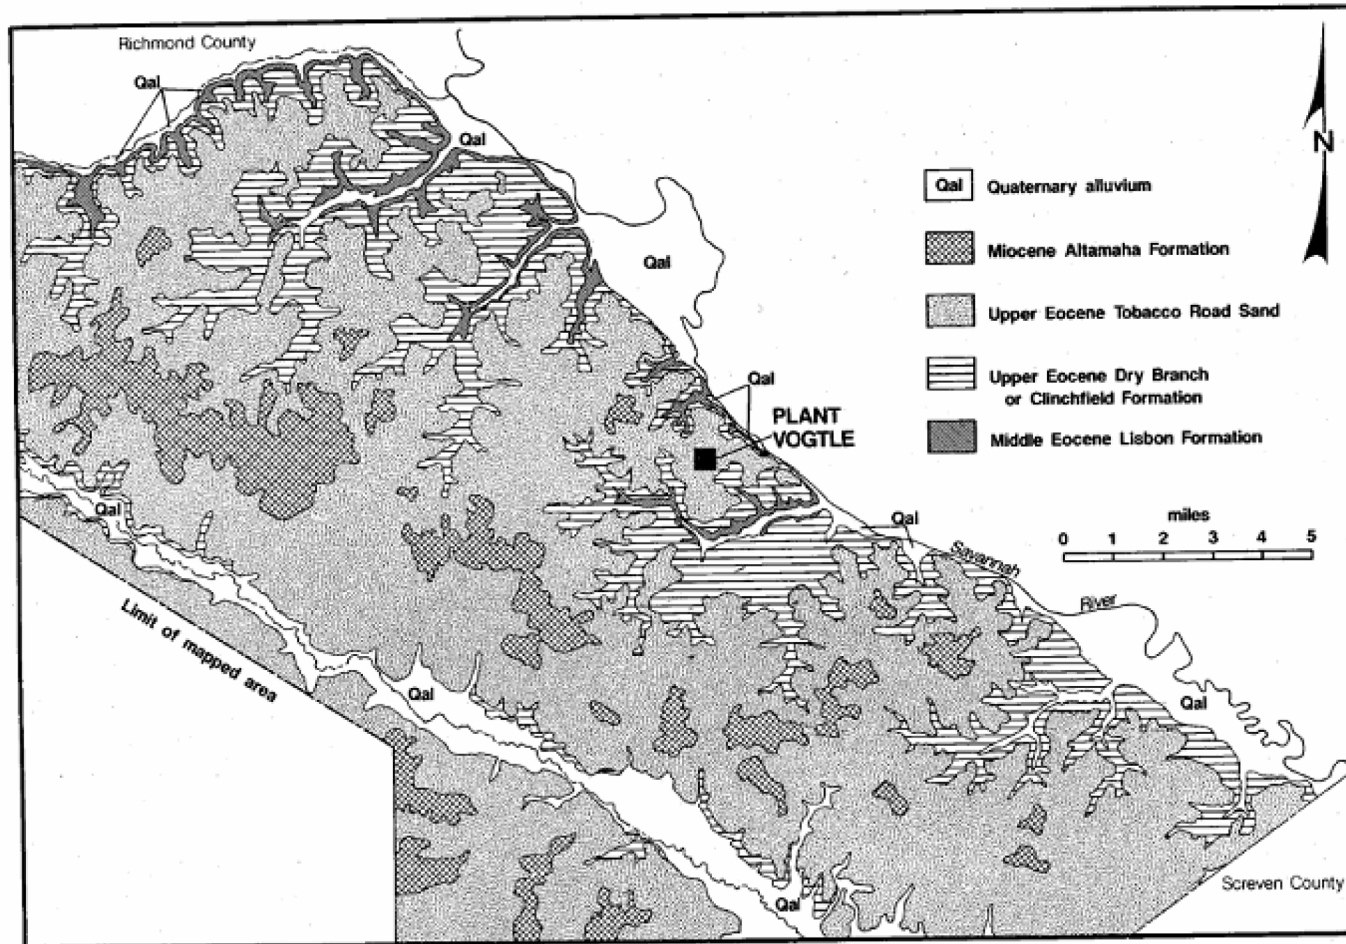 Richmond County
Qal
Qal
N
Qal Quaternary alluvium
Miocene Altamaha Formation
Qal
Upper Eocene Tobacco Road Sand
Upper Eocene Dry Branch
or Clinchfield Formation
Qal
PLANT
VOGTLE
Middle Eocene Lisbon Formation
Qal
Qal
miles
0 1 2 3 4 5
Savannah
River
Limit of mapped area
Qal
Qal
Screven County
Qal